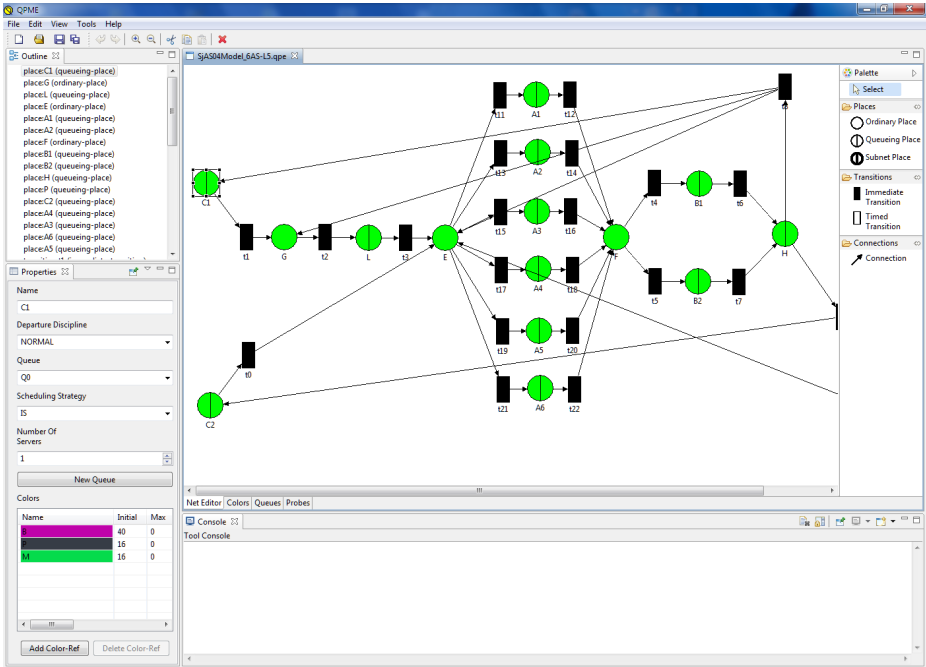 QPME
File Edit View Tools Help
Outline
place:C1 (queueing-place)
place:G (ordinary-place)
place:L (queueing-place)
place:E (ordinary-place)
place:A1 (queueing-place)
place:A2 (queueing-place)
place:F (ordinary-place)
place:B1 (queueing-place)
place:B2 (queueing-place)
place:H (queueing-place)
place:P (queueing-place)
place:C2 (queueing-place)
place:A4 (queueing-place)
place:A3 (queueing-place)
place:A6 (queueing-place)
place:A5 (queueing-place)
Properties
Name
C1
Departure Discipline
NORMAL
Queue
Q0
Scheduling Strategy
IS
Number Of
Servers
1
New Queue
Colors
Name Initial Max
40 0
P 16 0
M 16 0
Add Color-Ref Delete Color-Ref
SjAS04Model_6AS-L5.qpe
t11 A1 t12
t13 A2 t14
C1
t15 A3 t16
t1 G t2 L t3 E
t17 A4 t18
t19 A5 t20
t0
t21 A6 t22
C2
F
t4 B1 t6
t5 B2 t7
H
t8
Net Editor Colors Queues Probes
Palette
Select
Places
Ordinary Place
Queueing Place
Subnet Place
Transitions
Immediate
Transition
Timed
Transition
Connections
Connection
Console
Tool Console